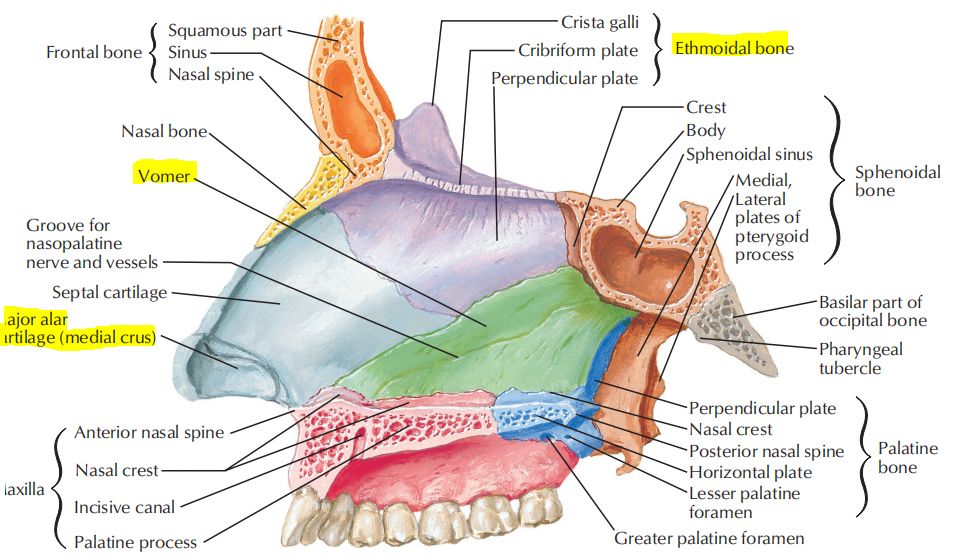 Squamous part
Frontal bone
Sinus
Nasal spine
Nasal bone
Vomer
Groove for
nasopalatine
nerve and vessels
Septal cartilage
ajor alar
rtilage (medial crus)
Anterior nasal spine
Nasal crest
axilla
Incisive canal
Palatine process
Crista galli
Cribriform plate
Ethmoidal bone
Perpendicular plate
Crest
Body
Sphenoidal sinus
Medial,
Lateral
plates of
pterygoid
process
Sphenoidal
bone
Basilar part of
occipital bone
Pharyngeal
tubercle
Perpendicular plate
Nasal crest
Posterior nasal spine
Horizontal plate
Lesser palatine
foramen
Palatine
bone
Greater palatine foramen